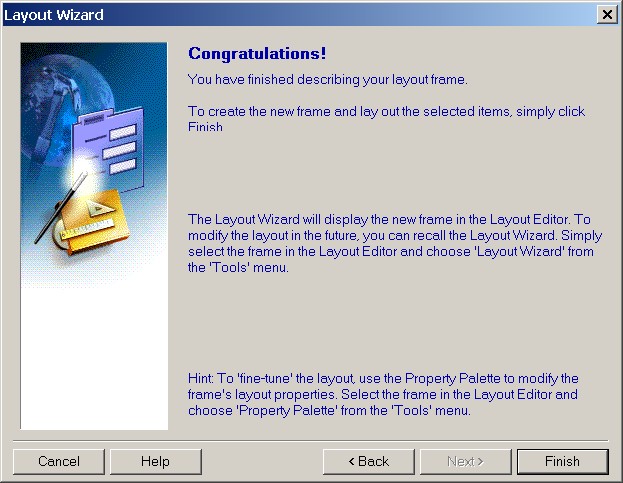 Layout Wizard
Congratulations!
You have finished describing your layout frame.
To create the new frame and lay out the selected items, simply click
Finish
The Layout Wizard will display the new frame in the Layout Editor. To
modify the layout in the future, you can recall the Layout Wizard. Simply
select the frame in the Layout Editor and choose 'Layout Wizard' from
the 'Tools' menu.
Hint: To 'fine-tune' the layout, use the Property Palette to modify the
frame's layout properties. Select the frame in the Layout Editor and
choose 'Property Palette' from the 'Tools' menu.
Cancel Help < Back Next > Finish